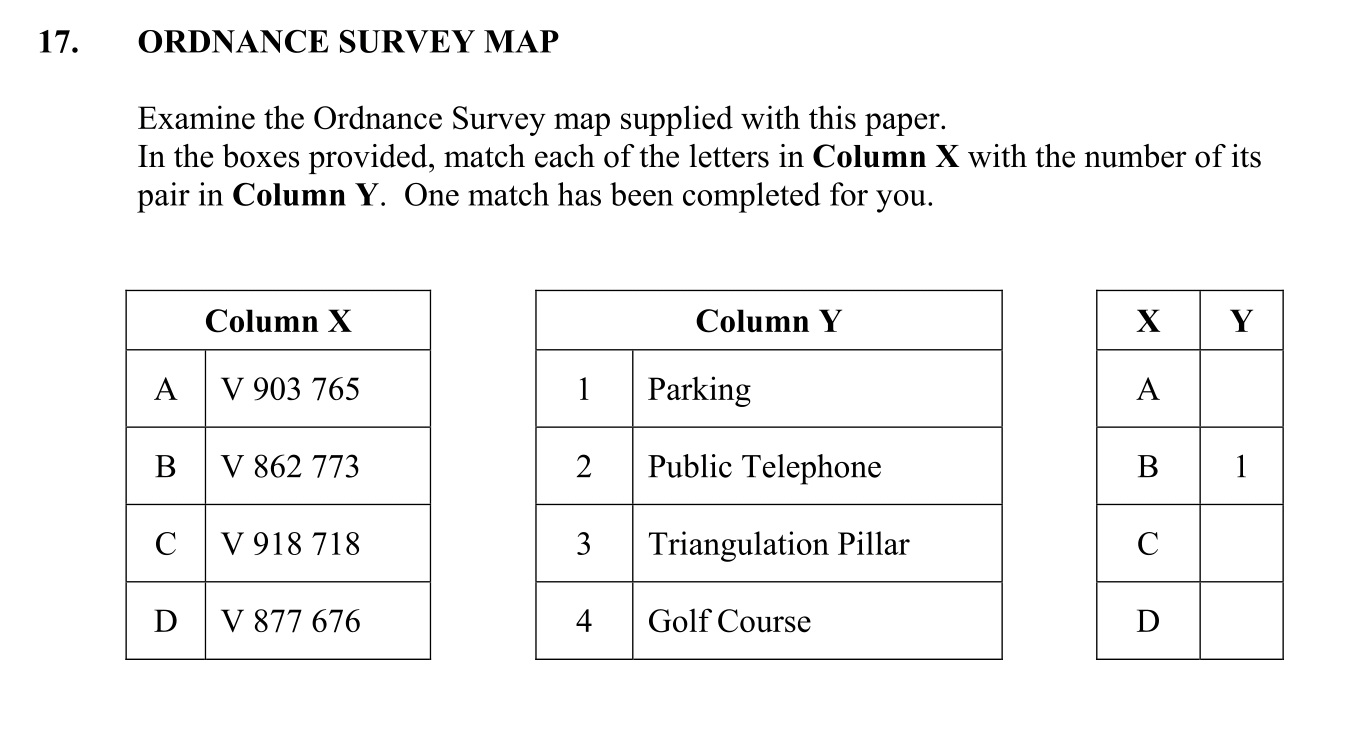 17. ORDNANCE SURVEY MAP
Examine the Ordnance Survey map supplied with this paper.
In the boxes provided, match each of the letters in Column X with the number of its
pair in Column Y. One match has been completed for you.
Column X
A V 903 765
B V 862 773
C V 918 718
D V 877 676
Column Y
1 Parking
2 Public Telephone
3 Triangulation Pillar
4 Golf Course
X Y
A
B 1
C
D